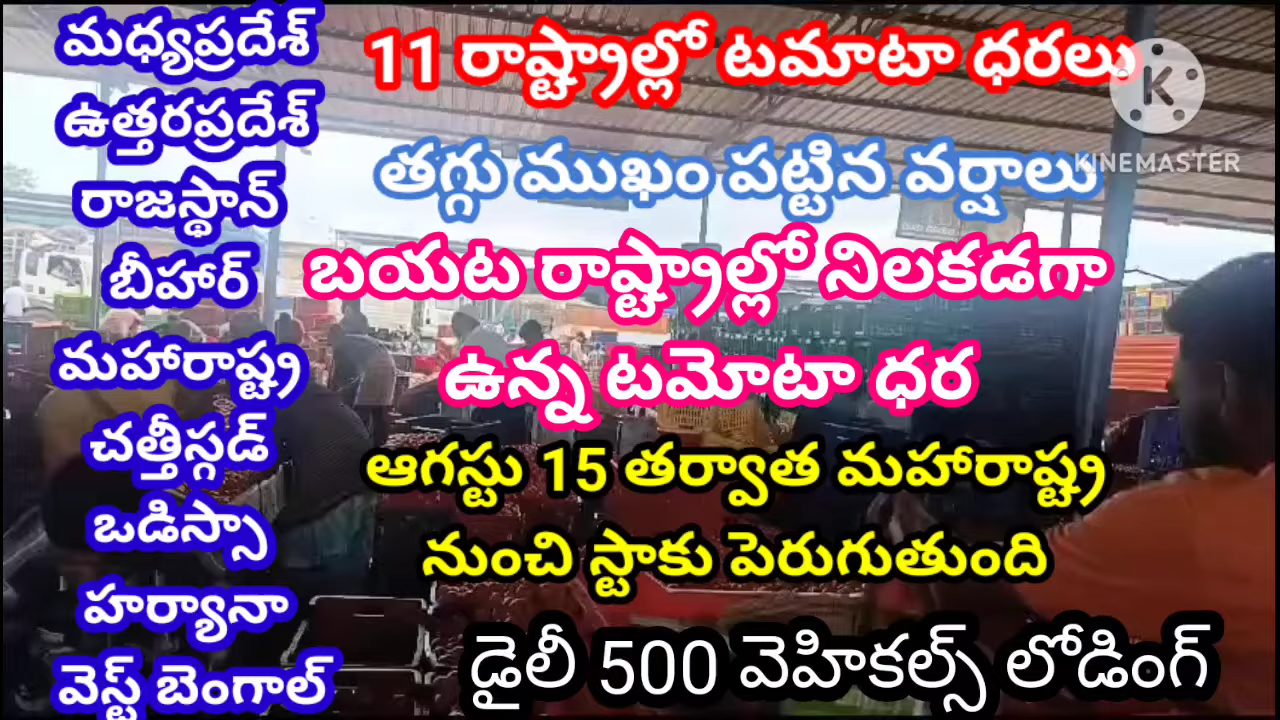 మధ్యప్రదేశ్
ఉత్తరప్రదేశ్
రాజస్థాన్
బీహార్
మహారాష్ట్ర
చత్తీస్గడ్
ఒడిస్సా
హర్యానా
వెస్ట్ బెంగాల్
11 రాష్ట్రాల్లో టమాటా ధరలు
తగ్గు ముఖం పట్టిన వర్షాలు
బయట రాష్ట్రాల్లో నిలకడగా
ఉన్న టమోటా ధర
ఆగస్టు 15 తర్వాత మహారాష్ట్ర
నుంచి స్టాకు పెరుగుతుంది
డైలీ 500 వెహికల్స్ లోడింగ్
K
KINEMASTER